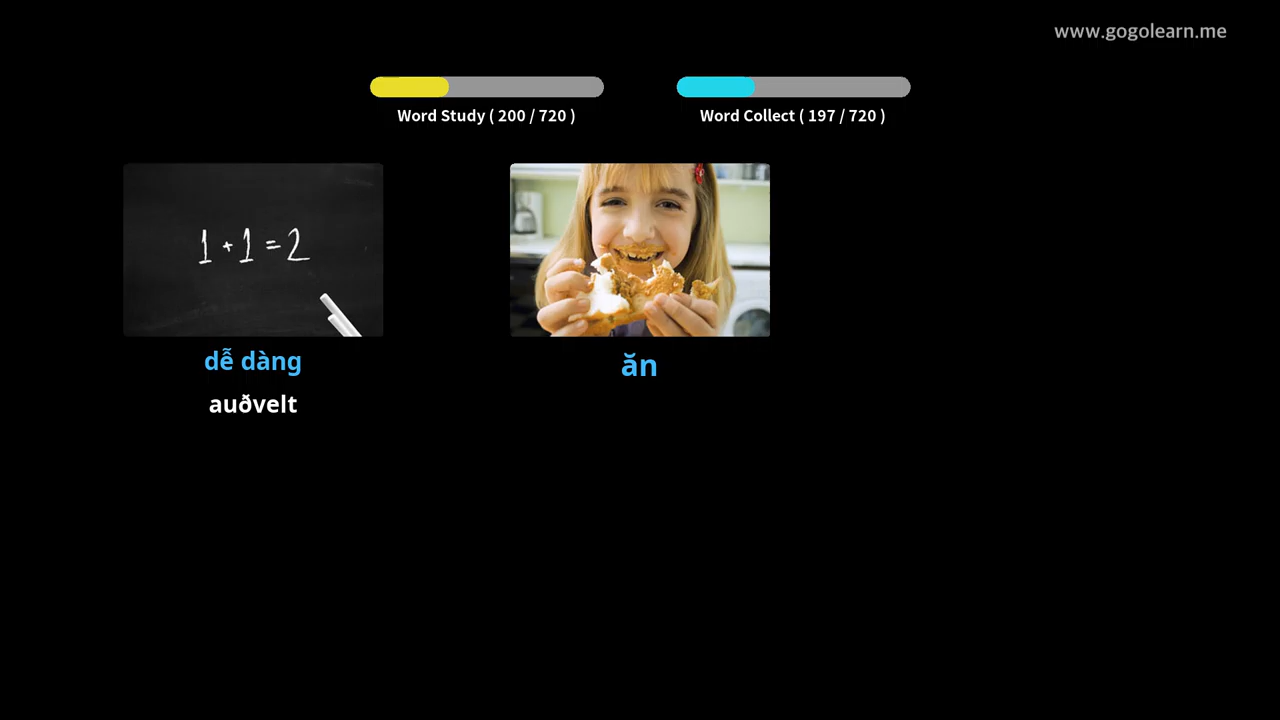 www.gogolearn.me
Word Study ( 200 / 720 )
Word Collect ( 197 / 720 )
1 + 1 = 2
dễ dàng
auðvelt
ăn